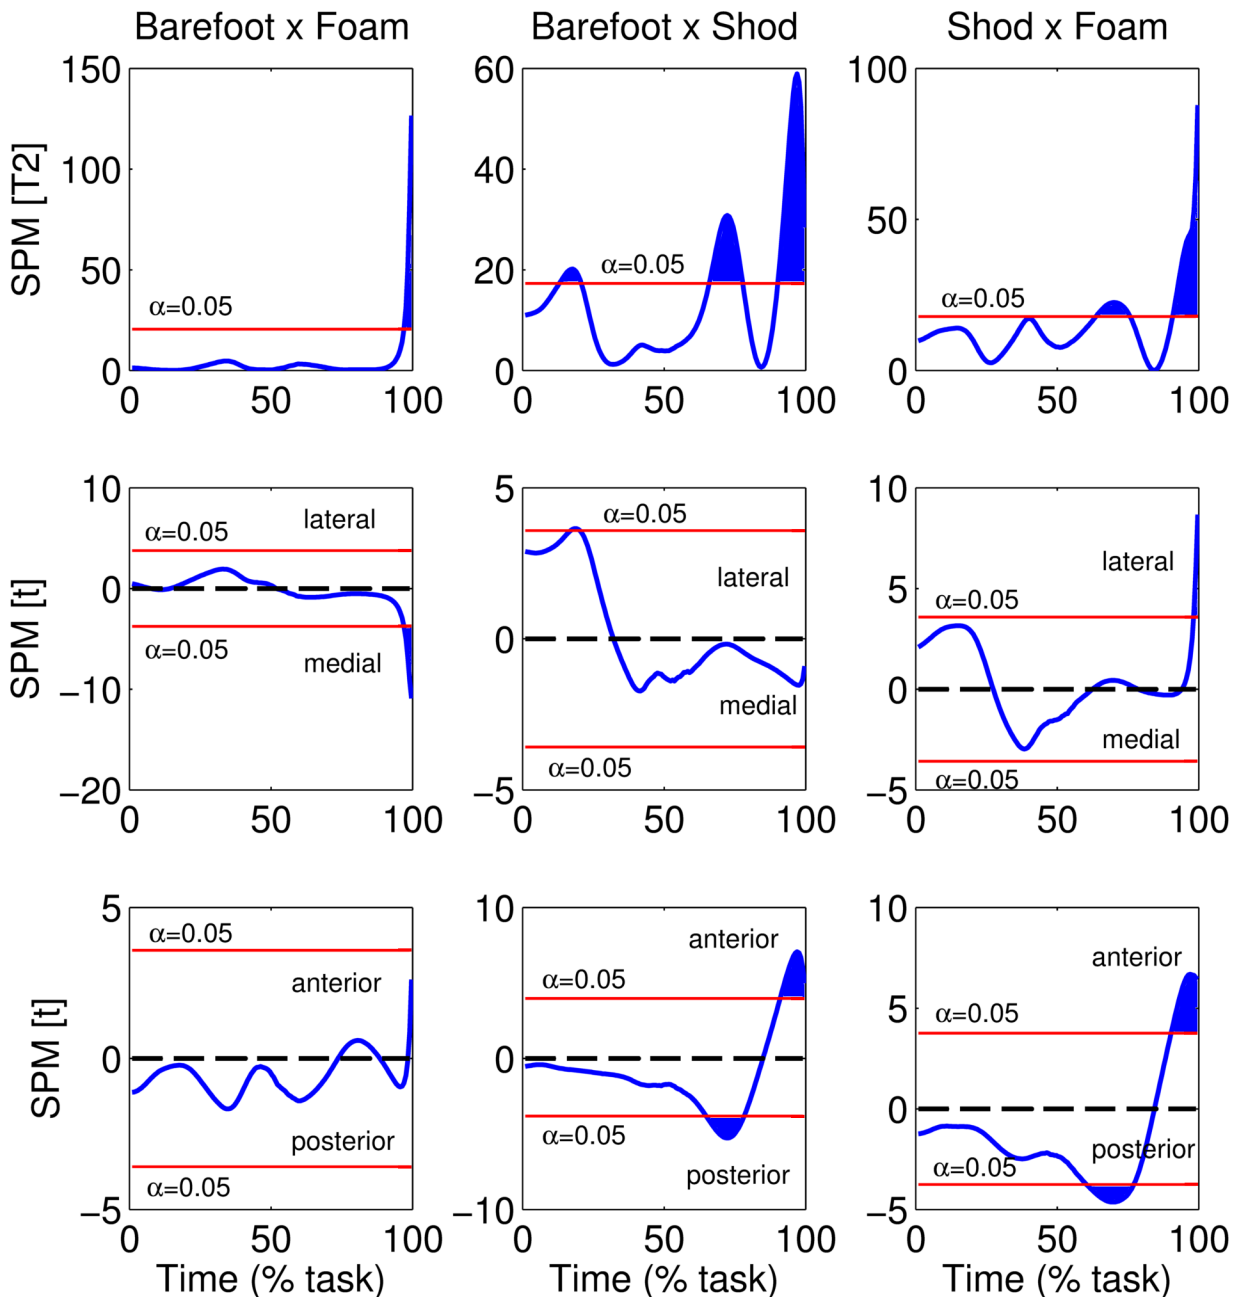 Barefoot x Foam
Barefoot x Shod
Shod x Foam
SPM [T2]
150
100
50
0
α=0.05
0
50
100
60
40
20
0
α=0.05
0
50
100
100
50
0
α=0.05
0
50
100
SPM [t]
10
0
−10
−20
α=0.05
lateral
α=0.05
medial
0
50
100
5
0
−5
α=0.05
lateral
medial
α=0.05
0
50
100
10
5
0
−5
lateral
α=0.05
medial
α=0.05
0
50
100
SPM [t]
5
0
−5
α=0.05
anterior
posterior
α=0.05
0
50
100
Time (% task)
10
0
−10
anterior
α=0.05
α=0.05
posterior
0
50
100
Time (% task)
10
5
0
−5
anterior
α=0.05
posterior
α=0.05
0
50
100
Time (% task)